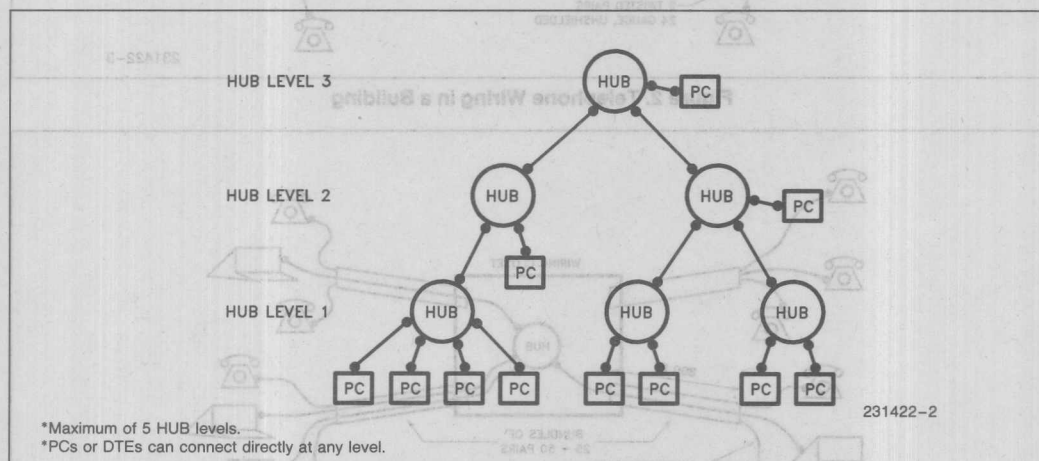 HUB LEVEL 3
HUB
PC
HUB LEVEL 2
HUB
HUB
PC
PC
HUB LEVEL 1
HUB
HUB
HUB
PC
PC
PC
PC
PC
PC
PC
PC
231422-2
*Maximum of 5 HUB levels.
*PCs or DTEs can connect directly at any level.